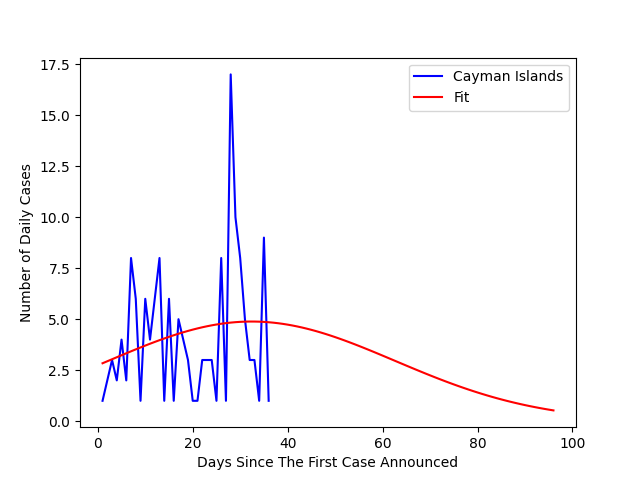 17.5
15.0
12.5
10.0
7.5
5.0
2.5
0.0
Number of Daily Cases
Cayman Islands
Fit
0 20 40 60 80 100
Days Since The First Case Announced